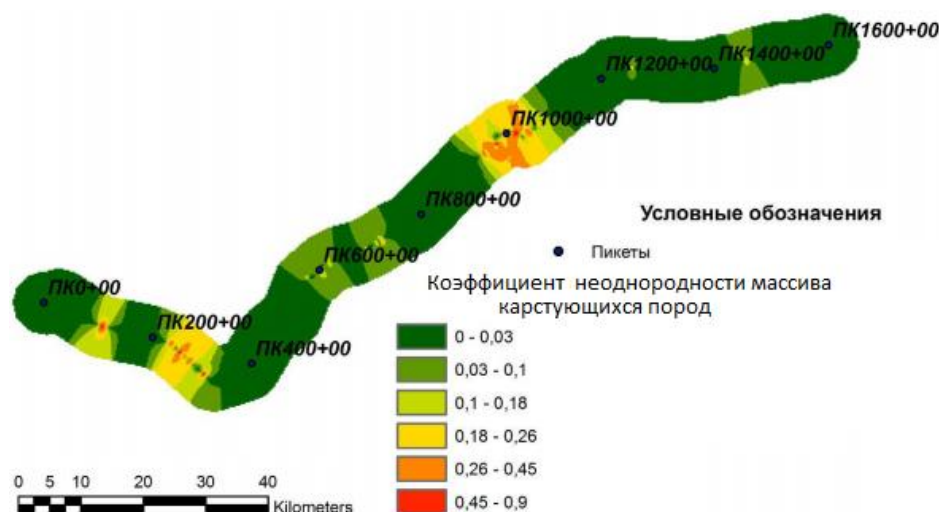 ПК1600+00
ПК1400+00
ПК1200+00
ПК1000+00
ПК800+00
ПК600+00
ПК0+00
ПК200+00
ПК400+00
Условные обозначения
Пикеты
Коэффициент неоднородности массива
карстующихся пород
0 - 0,03
0,03 - 0,1
0,1 - 0,18
0,18 - 0,26
0,26 - 0,45
0,45 - 0,9
0 5 10 20 30 40
Kilometers